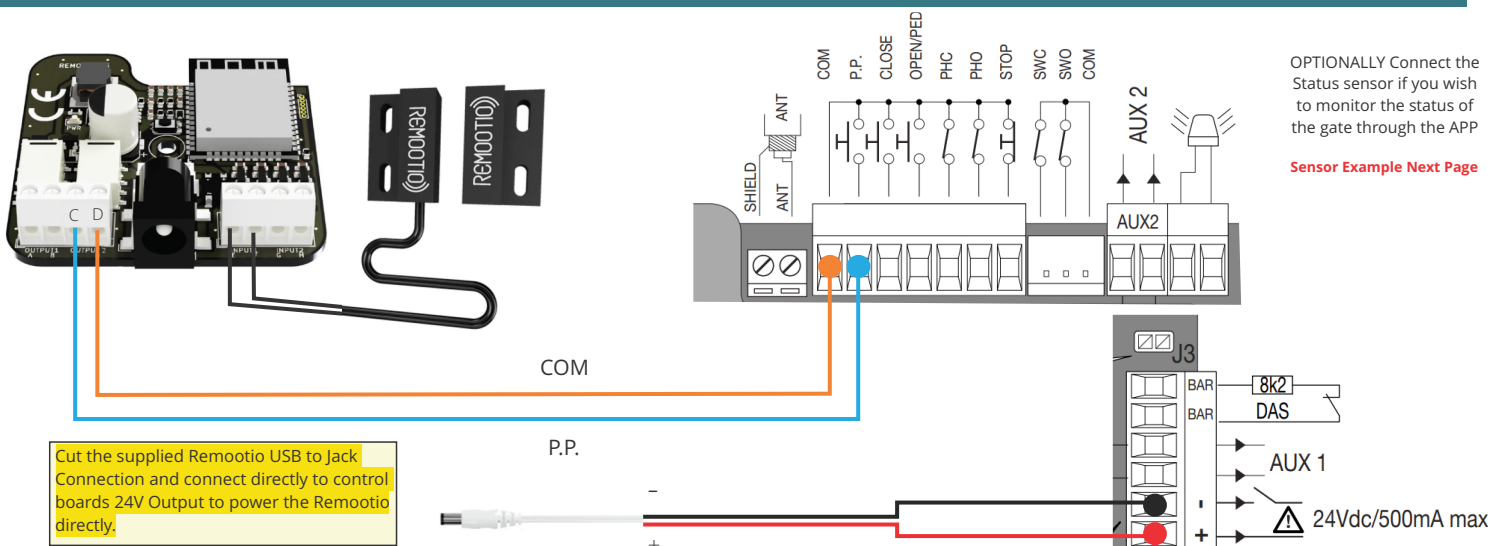 OPTIONALLY Connect the
Status sensor if you wish
to monitor the status of
the gate through the APP
Sensor Example Next Page
CE
PWR
C D
OUTPUT1
A B
REMOOTIO
REMOOTIO
SHIELD
ANT
ANT
COM
P.P.
CLOSE
OPEN/PED
PHC
PHO
STOP
SWC
SWO
COM
AUX 2
AUX2
COM
P.P.
J3
BAR
8k2
BAR
DAS
AUX 1
-
+
24Vdc/500mA max
Cut the supplied Remootio USB to Jack
Connection and connect directly to control
boards 24V Output to power the Remootio
directly.
–
+